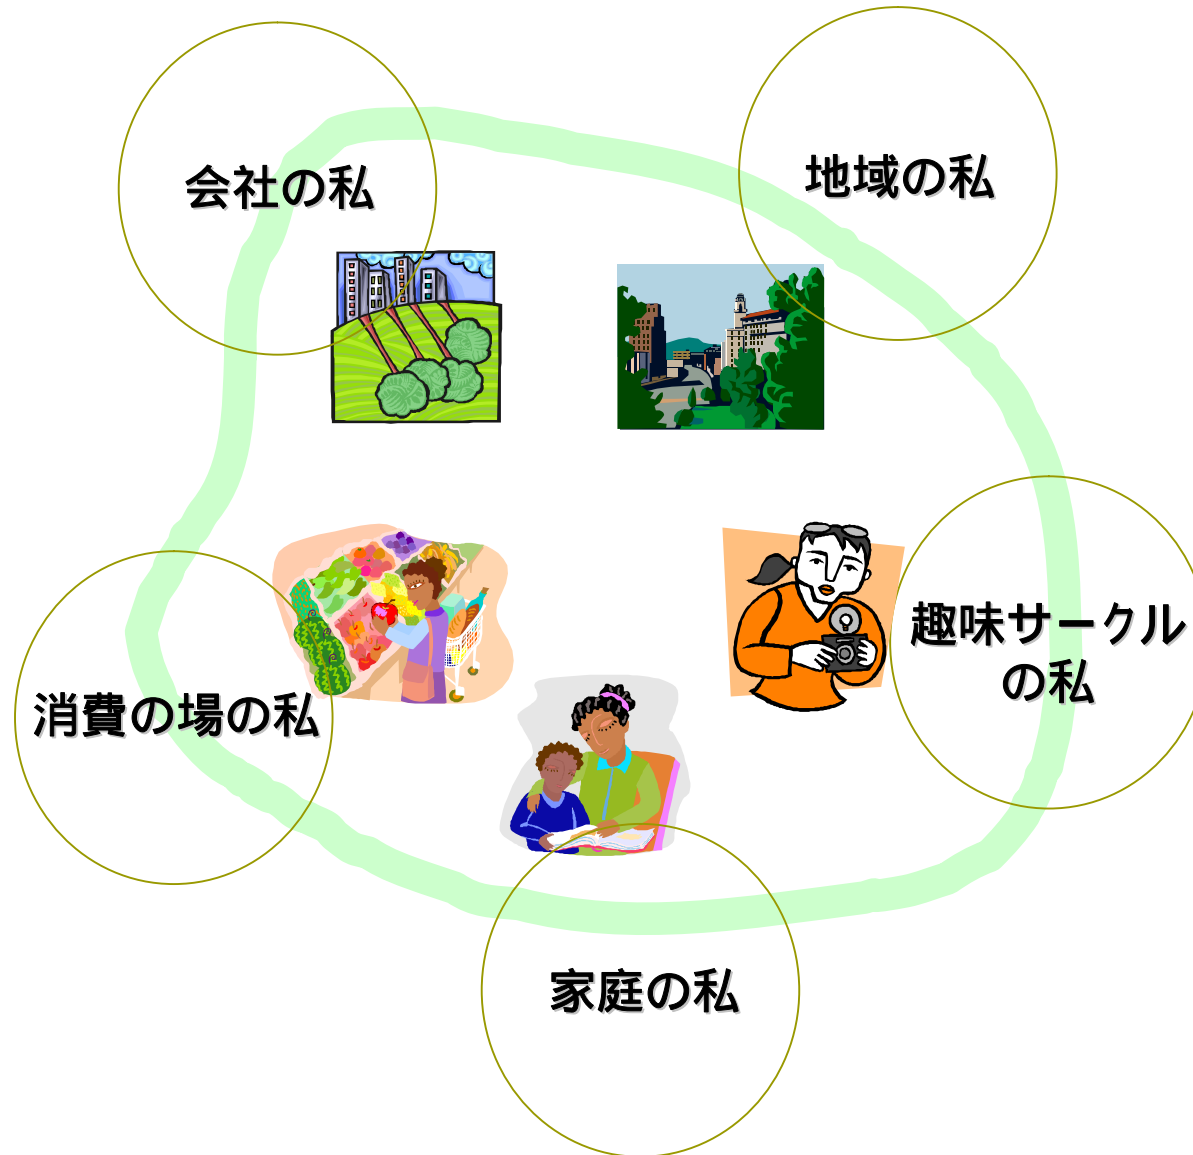 会社の私
地域の私
趣味サークル
の私
消費の場の私
家庭の私